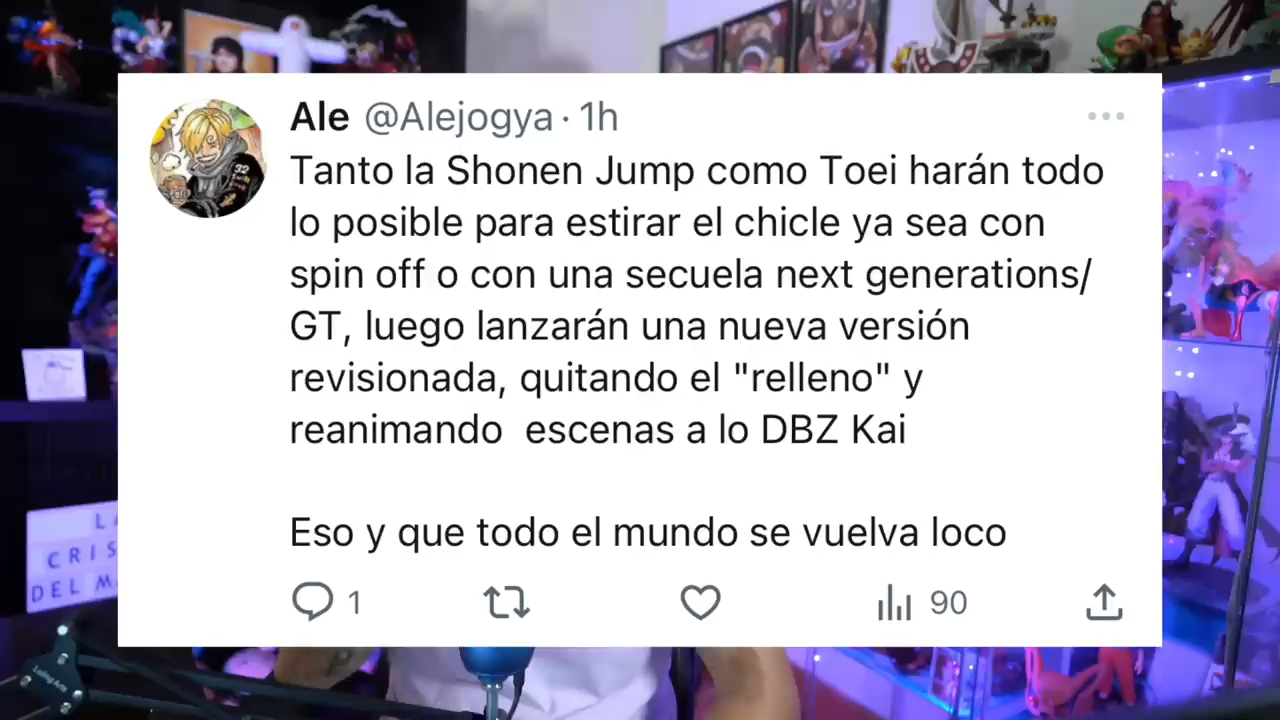 Ale @Alejogya · 1h
Tanto la Shonen Jump como Toei harán todo
lo posible para estirar el chicle ya sea con
spin off o con una secuela next generations/
GT, luego lanzarán una nueva versión
revisionada, quitando el "relleno" y
reanimando  escenas a lo DBZ Kai
Eso y que todo el mundo se vuelva loco
1
90
CRIS
DEL M